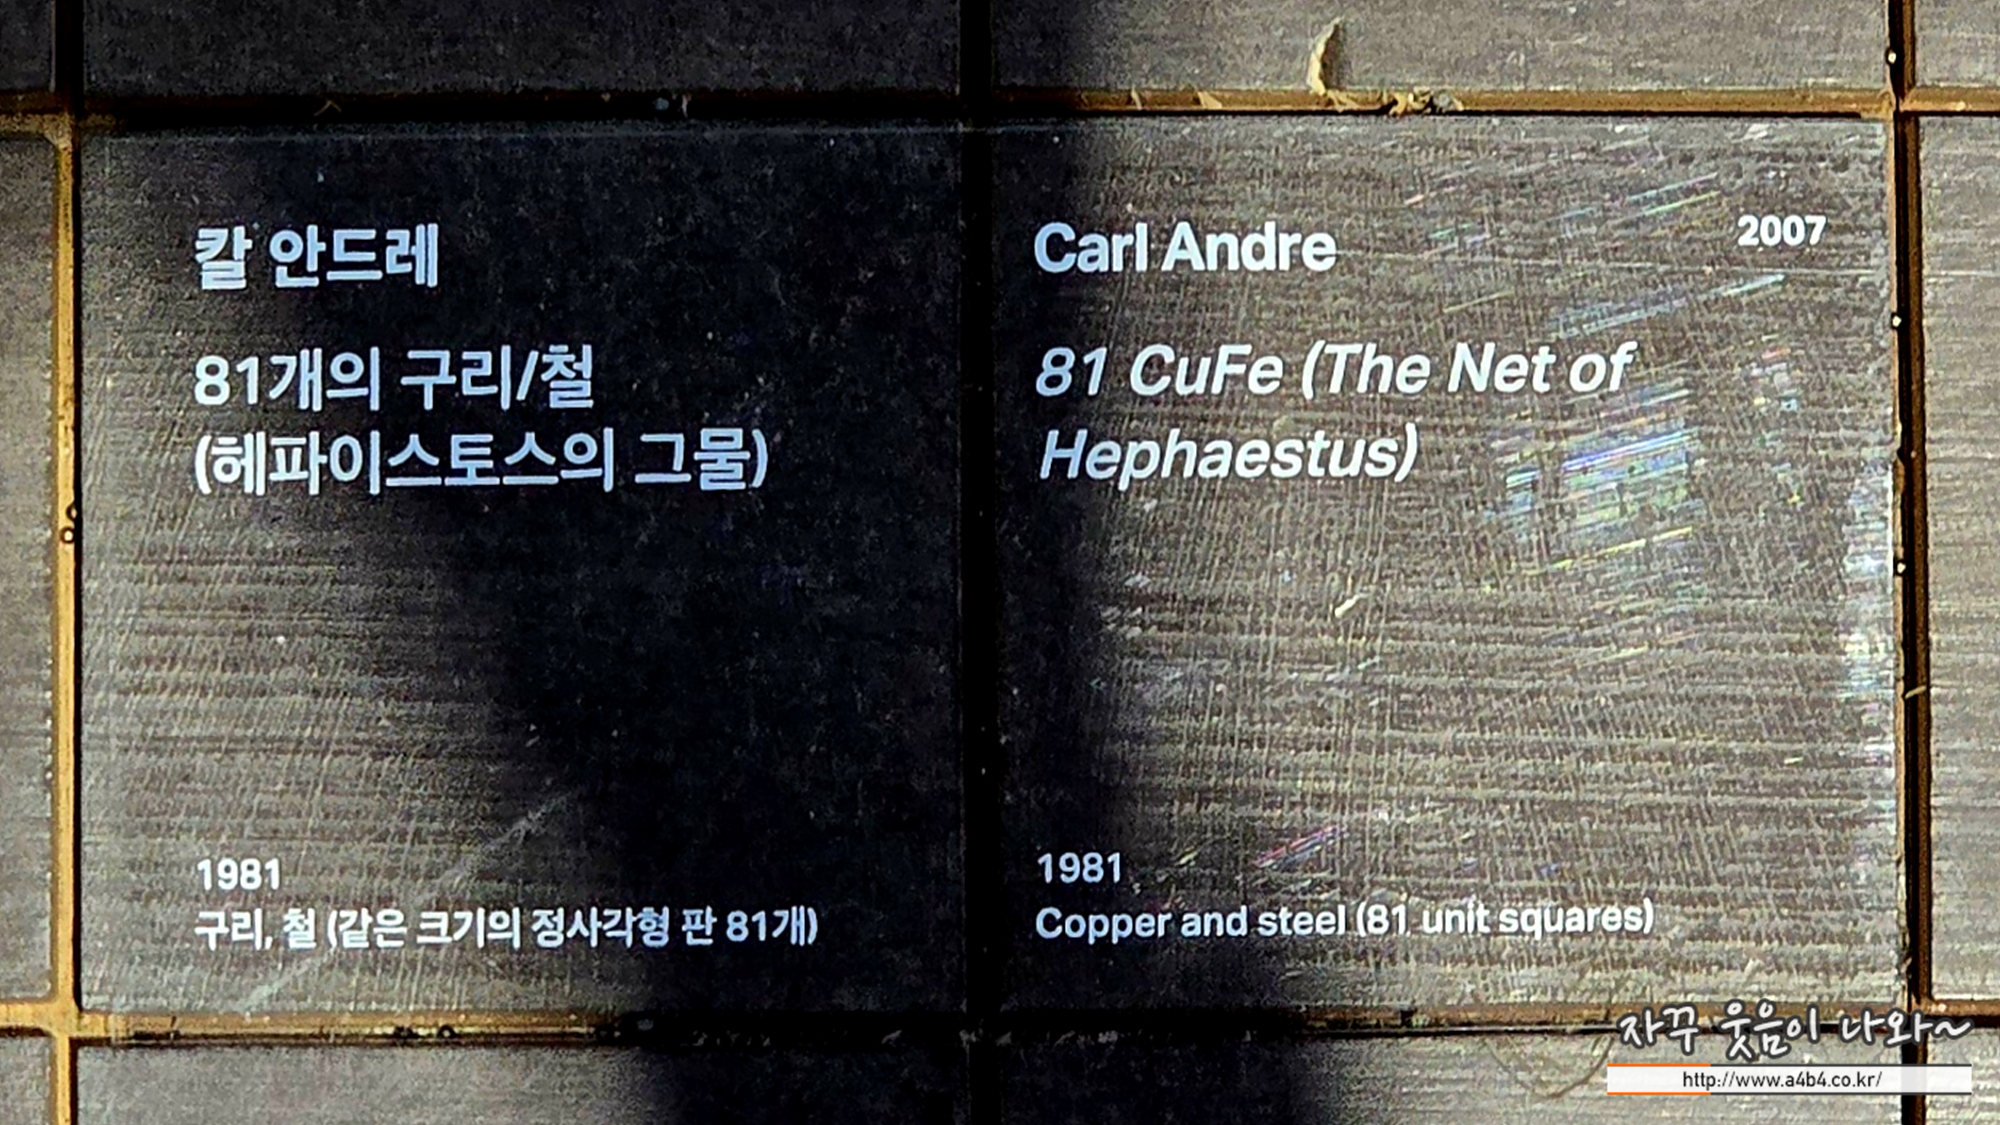 칼 안드레
81개의 구리/철
(헤파이스토스의 그물)
1981
구리, 철 (같은 크기의 정사각형 판 81개)
Carl Andre
2007
81 CuFe (The Net of
Hephaestus)
1981
Copper and steel (81 unit squares)
자꾸 웃음이 나와~
http://www.a4b4.co.kr/